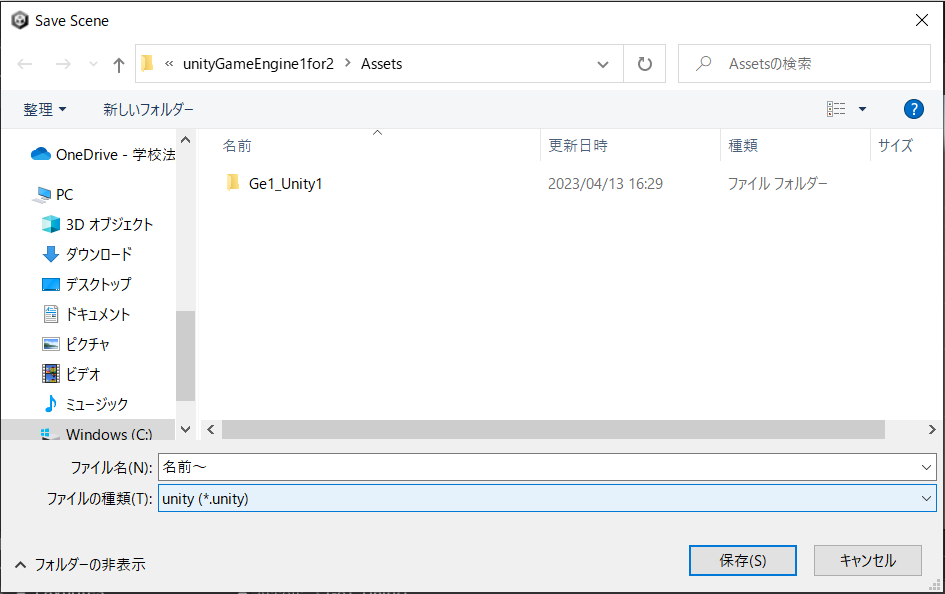 Save Scene
« unityGameEngine1for2 > Assets
Assetsの検索
整理
新しいフォルダー
OneDrive - 学校法
PC
3D オブジェクト
ダウンロード
デスクトップ
ドキュメント
ピクチャ
ビデオ
ミュージック
Windows (C:)
名前 更新日時 種類 サイズ
Ge1_Unity1 2023/04/13 16:29 ファイル フォルダー
ファイル名(N): 名前～
ファイルの種類(T): unity (*.unity)
フォルダーの非表示
保存(S)
キャンセル